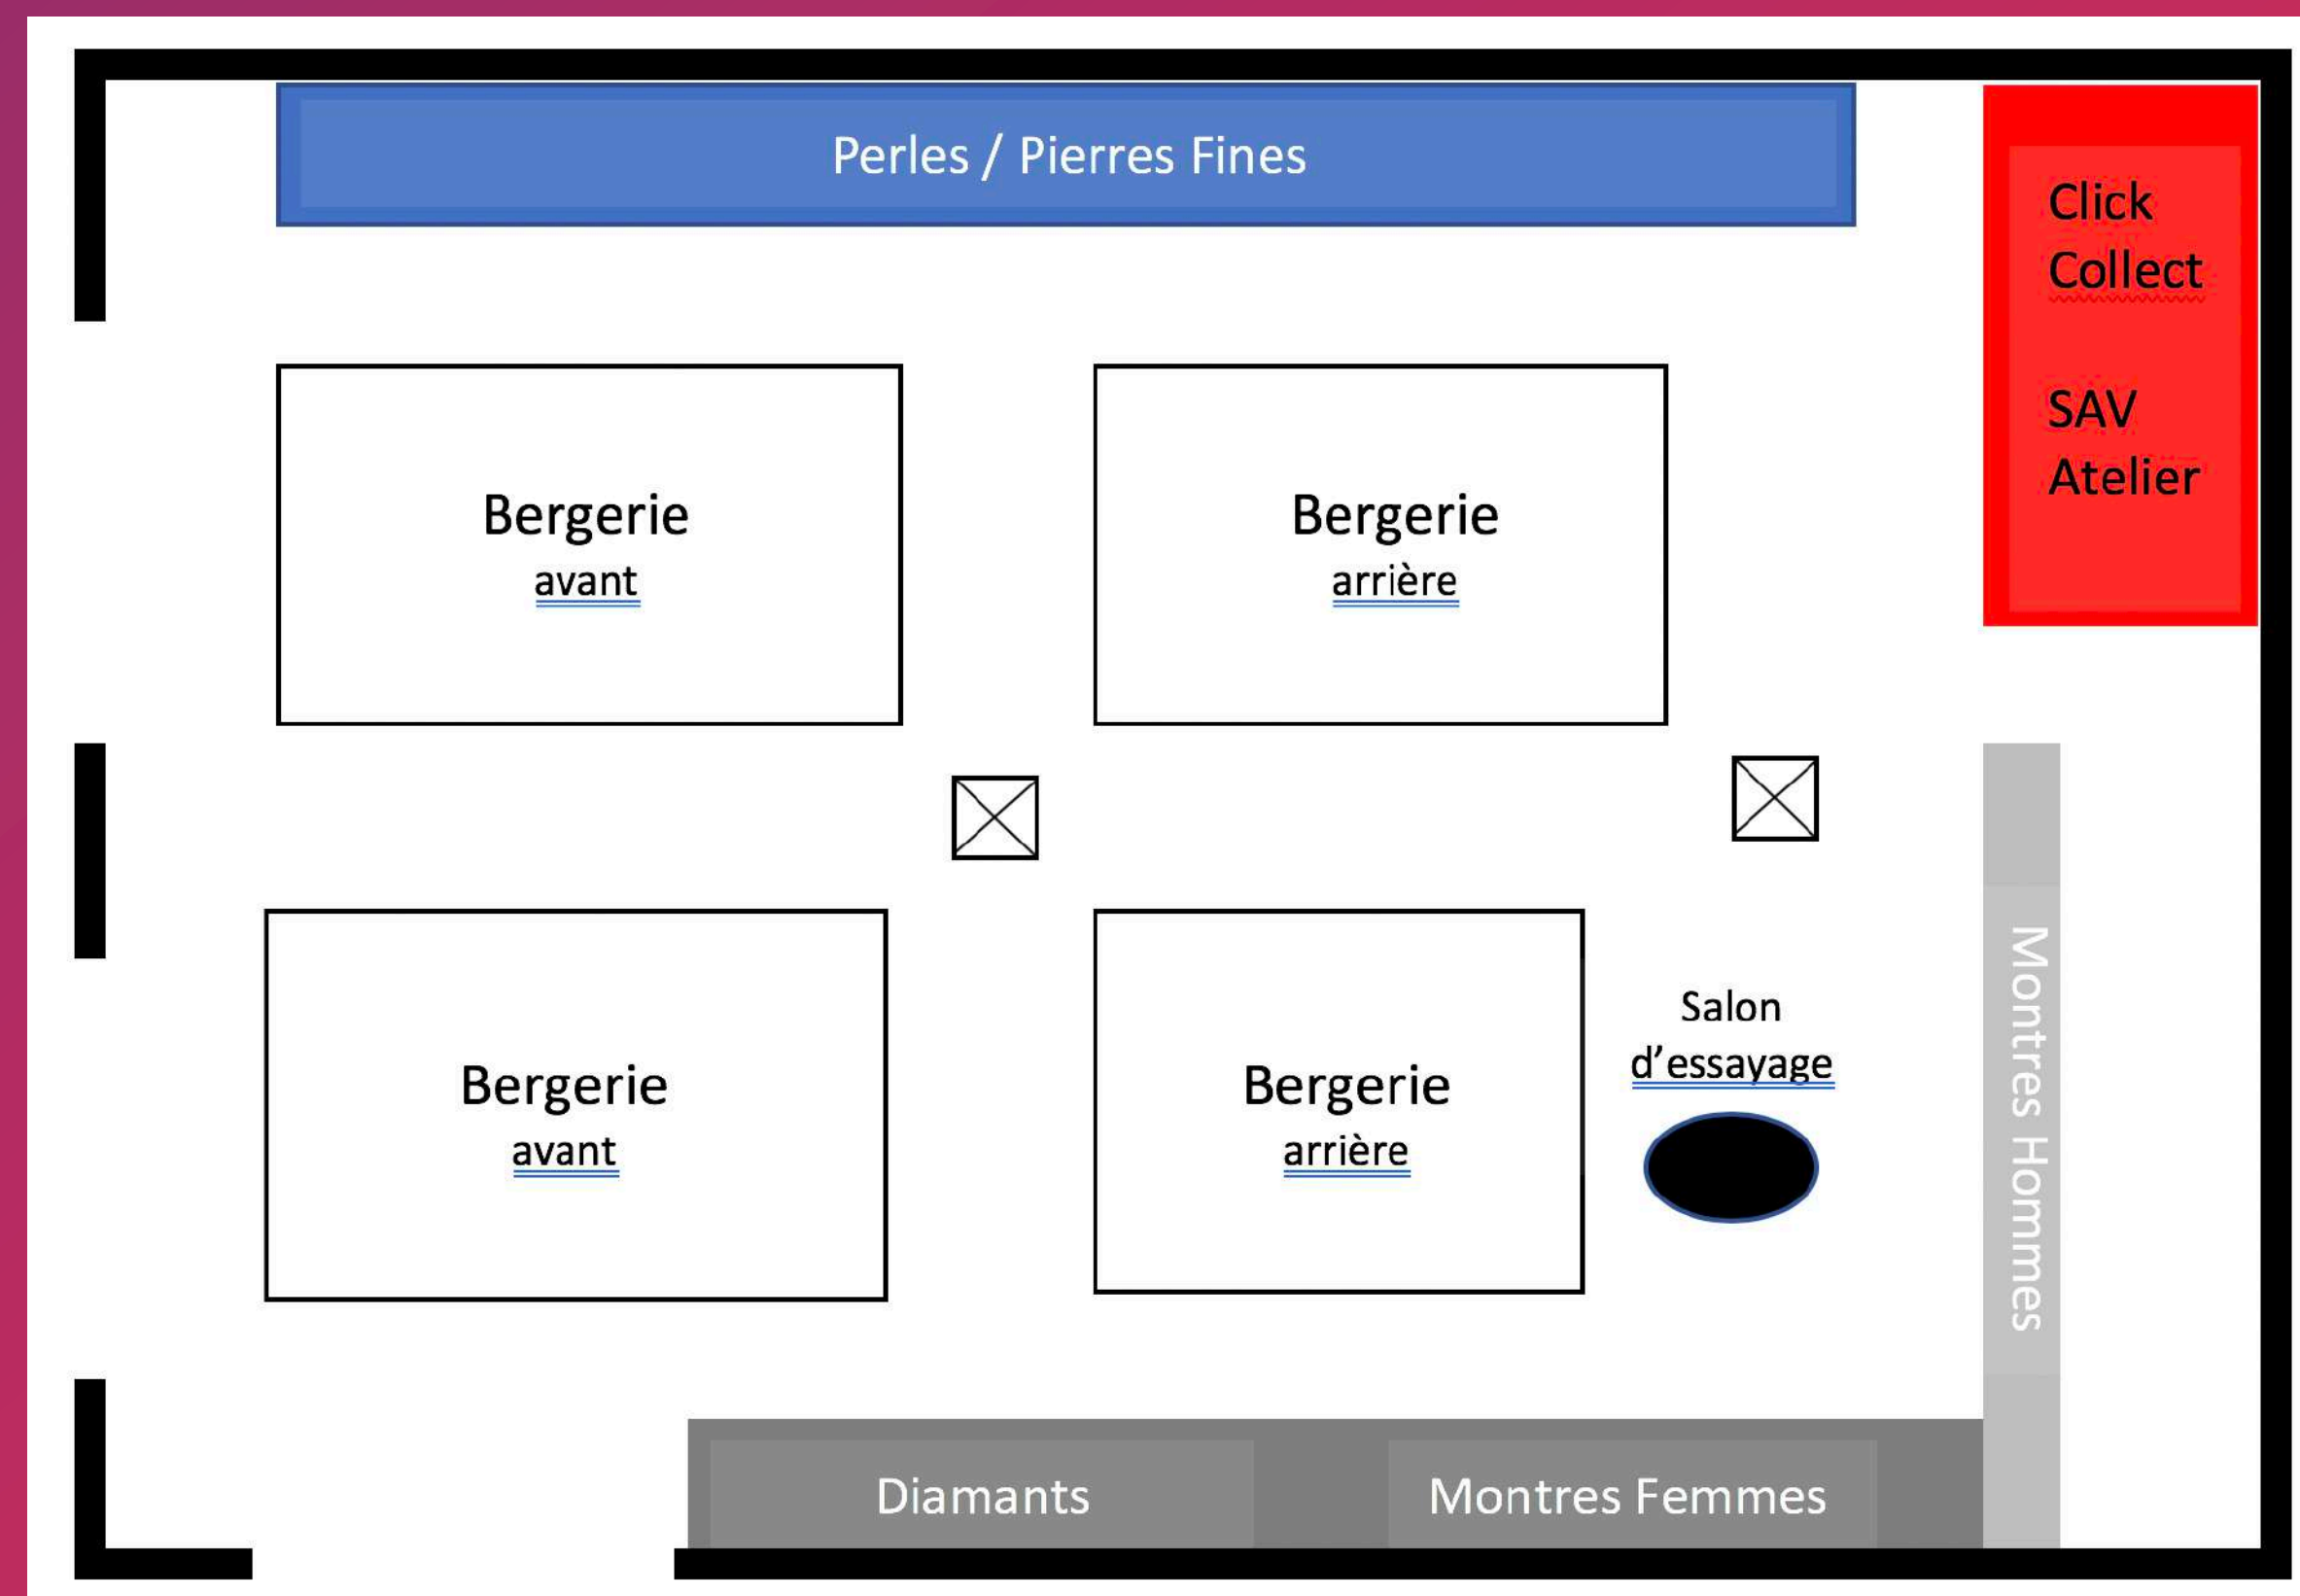 Perles / Pierres Fines
Click
Collect
SAV
Atelier
Bergerie
avant
Bergerie
arrière
Bergerie
avant
Bergerie
arrière
Salon
d’essayage
Montres Hommes
Diamants
Montres Femmes